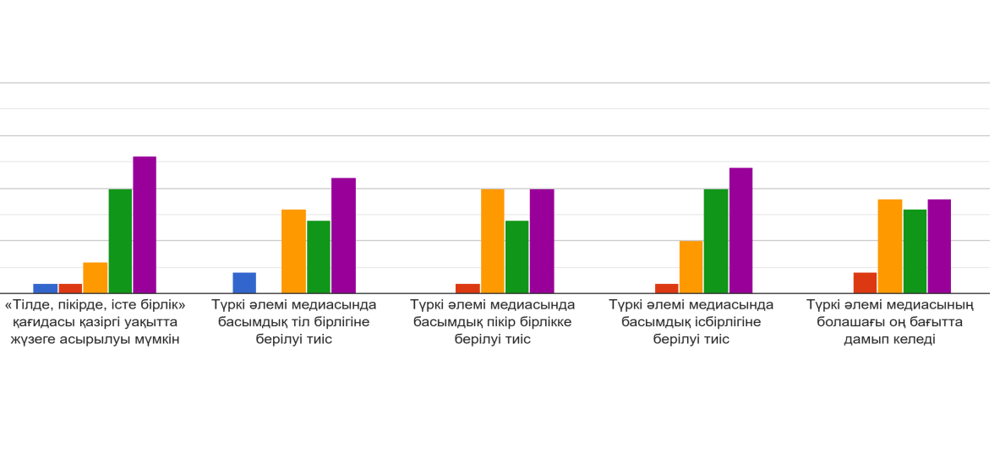 «Тілде, пікірде, істе бірлік»
қағидасы қазіргі уақытта
жүзеге асырылуы мүмкін
Түркі әлемі медиасында
басымдық тіл бірлігіне
берілуі тиіс
Түркі әлемі медиасында
басымдық пікір бірлікке
берілуі тиіс
Түркі әлемі медиасында
басымдық ісбірлігіне
берілуі тиіс
Түркі әлемі медиасының
болашағы оң бағытта
дамып келеді